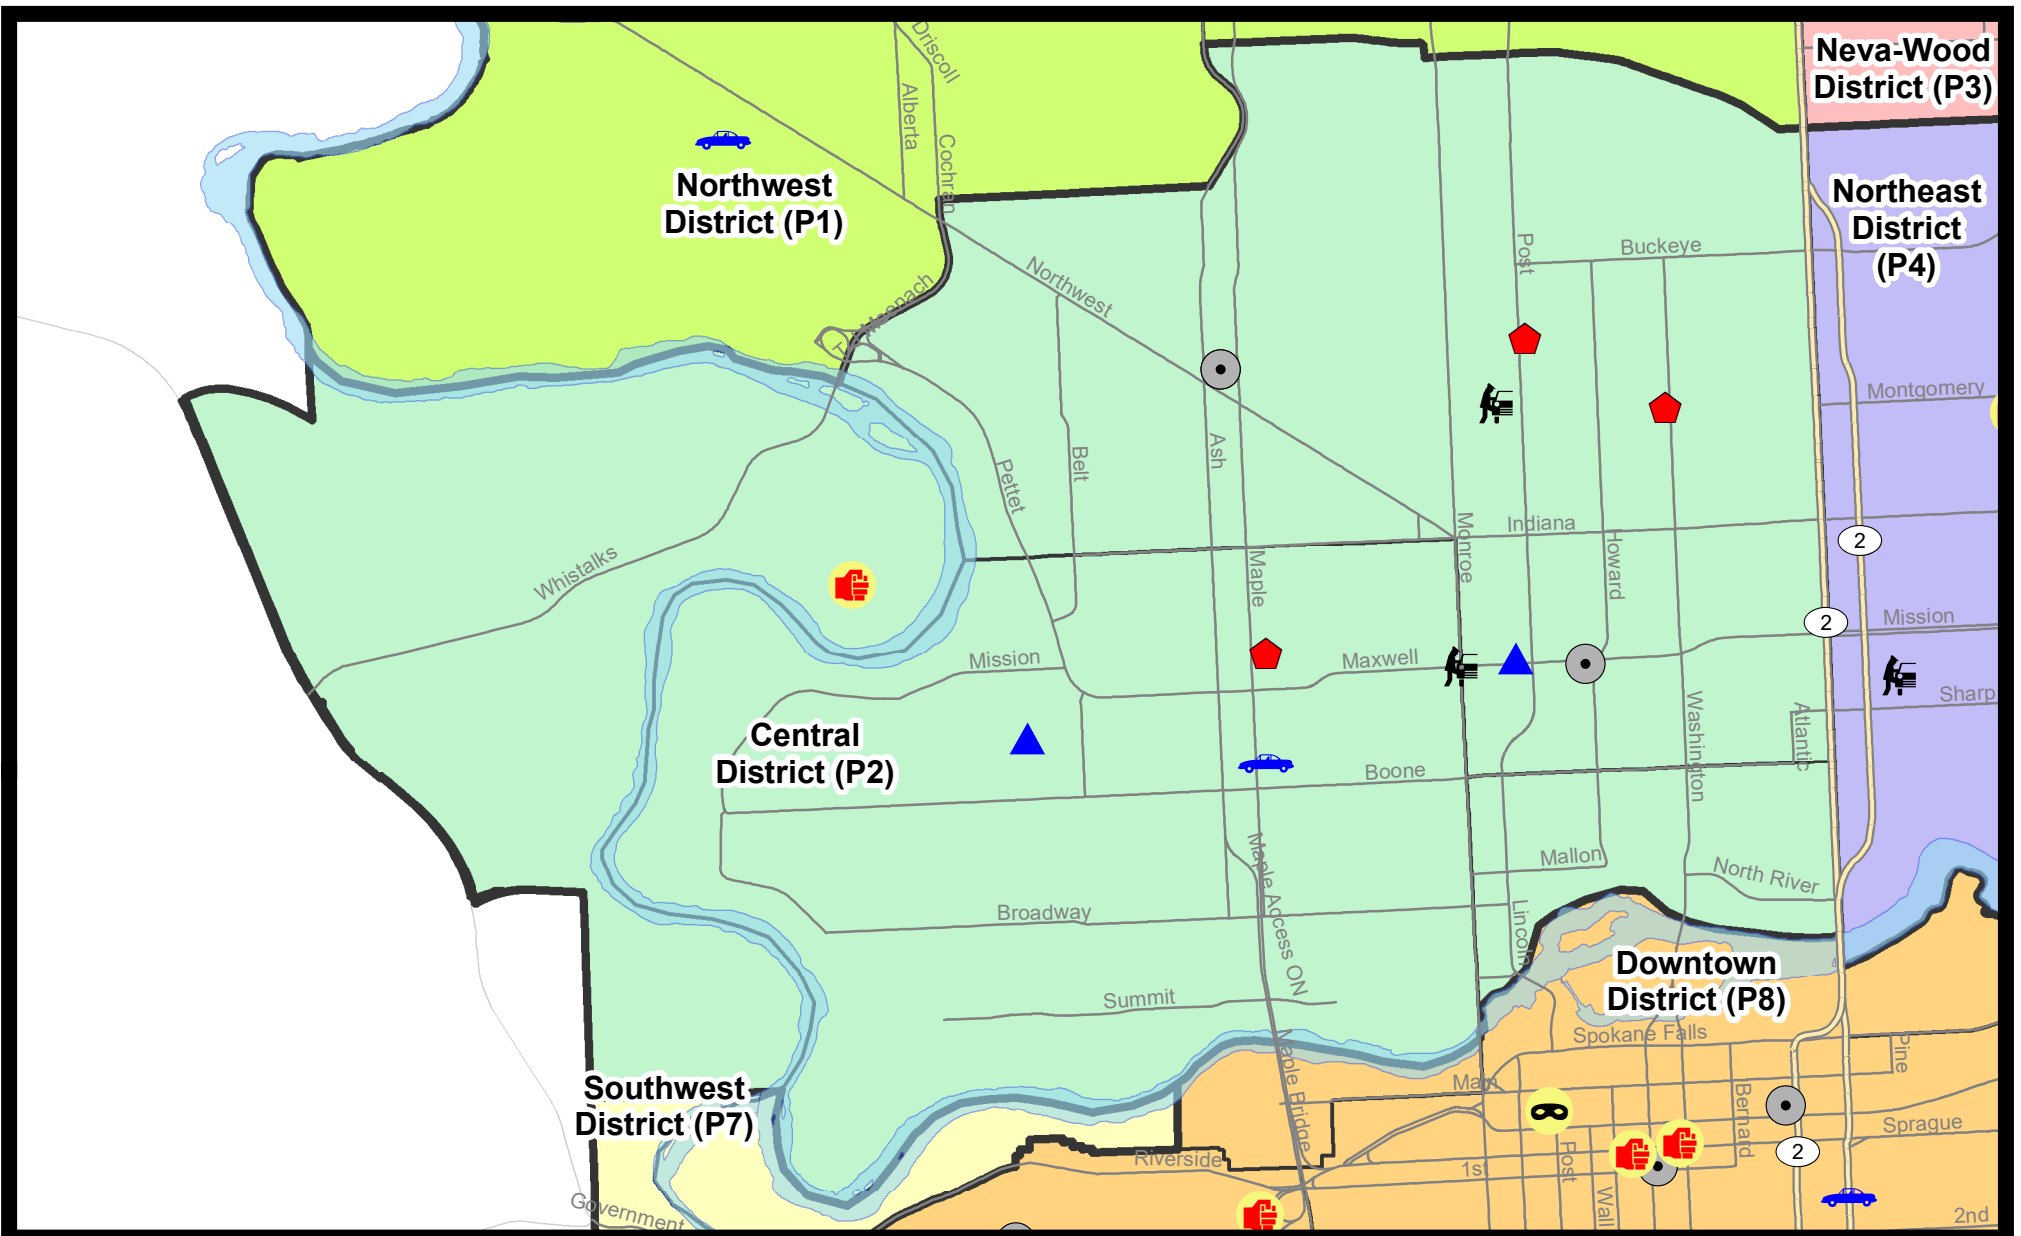 Driscoll
Neva-Wood
District (P3)
Alberta
Cochran
Northwest
District (P1)
Northeast
District
(P4)
Post
Buckeye
Northwest
Montgomery
Ash
Belt
Pettet
Monroe
Indiana
Howard
2
Whistalks
Maple
2
Mission
Mission
Maxwell
Sharp
Washington
Atlantic
Central
District (P2)
Boone
Maple Access ON
Mallon
North River
Broadway
Lincoln
Downtown
District (P8)
Summit
Spokane Falls
Maple Bridge
Pine
Southwest
District (P7)
Main
Bernard
Sprague
2
Riverside
1st
Post
Wall
Government
2nd